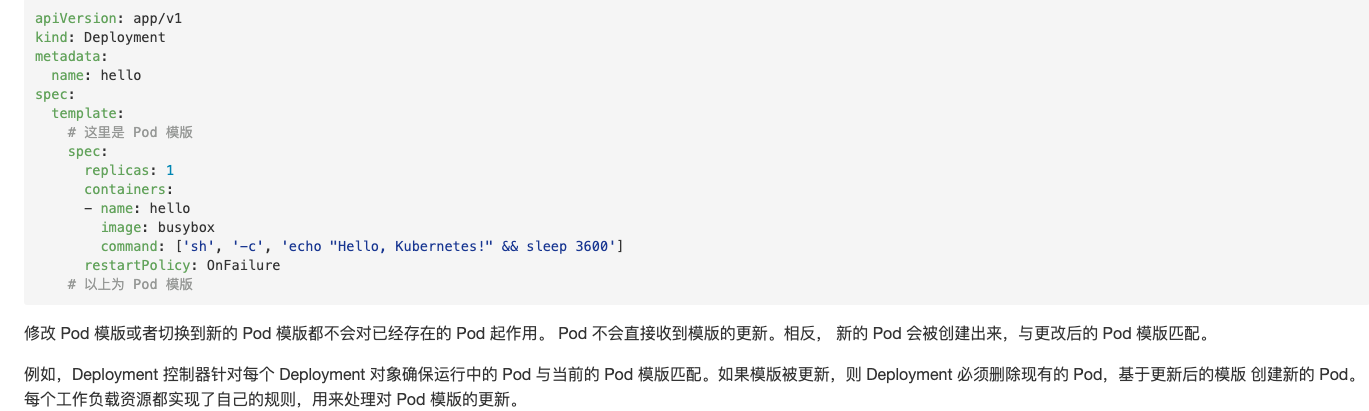 apiVersion: app/v1
kind: Deployment
metadata:
  name: hello
spec:
  template:
    # 这里是 Pod 模版
    spec:
      replicas: 1
      containers:
      - name: hello
        image: busybox
        command: ['sh', '-c', 'echo "Hello, Kubernetes!" && sleep 3600']
      restartPolicy: OnFailure
    # 以上为 Pod 模版
修改 Pod 模版或者切换到新的 Pod 模版都不会对已经存在的 Pod 起作用。 Pod 不会直接收到模版的更新。相反， 新的 Pod 会被创建出来，与更改后的 Pod 模版匹配。
例如，Deployment 控制器针对每个 Deployment 对象确保运行中的 Pod 与当前的 Pod 模版匹配。如果模版被更新，则 Deployment 必须删除现有的 Pod，基于更新后的模版 创建新的 Pod。
每个工作负载资源都实现了自己的规则，用来处理对 Pod 模版的更新。